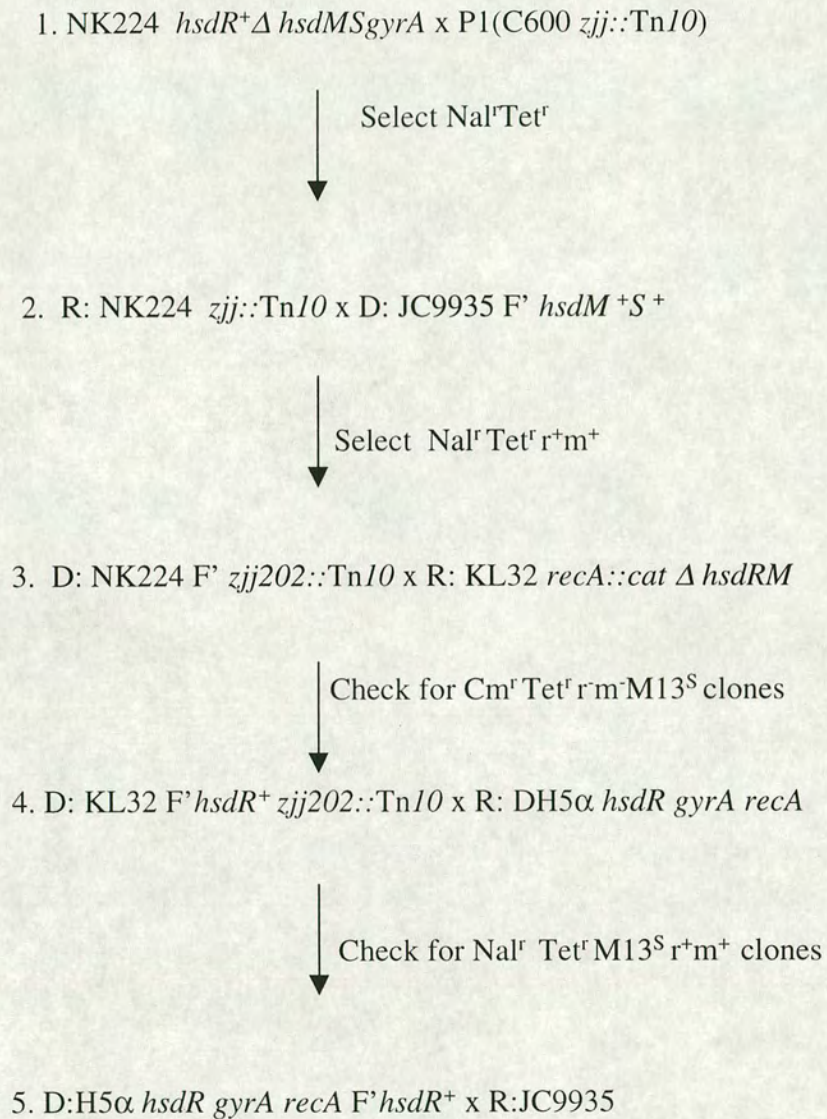 1. NK224 hsdR⁺Δ hsdMSgyrA x P1(C600 zjj::Tn10)
Select NalʳTetʳ
2. R: NK224 zjj::Tn10 x D: JC9935 F' hsdM ⁺S ⁺
Select Nalʳ Tetʳ r⁺m⁺
3. D: NK224 F' zjj202::Tn10 x R: KL32 recA::cat Δ hsdRM
Check for Cmʳ Tetʳ r⁻m⁻M13ˢ clones
4. D: KL32 F'hsdR⁺ zjj202::Tn10 x R: DH5α hsdR gyrA recA
Check for Nalʳ Tetʳ M13ˢ r⁺m⁺ clones
5. D:H5α hsdR gyrA recA F'hsdR⁺ x R:JC9935